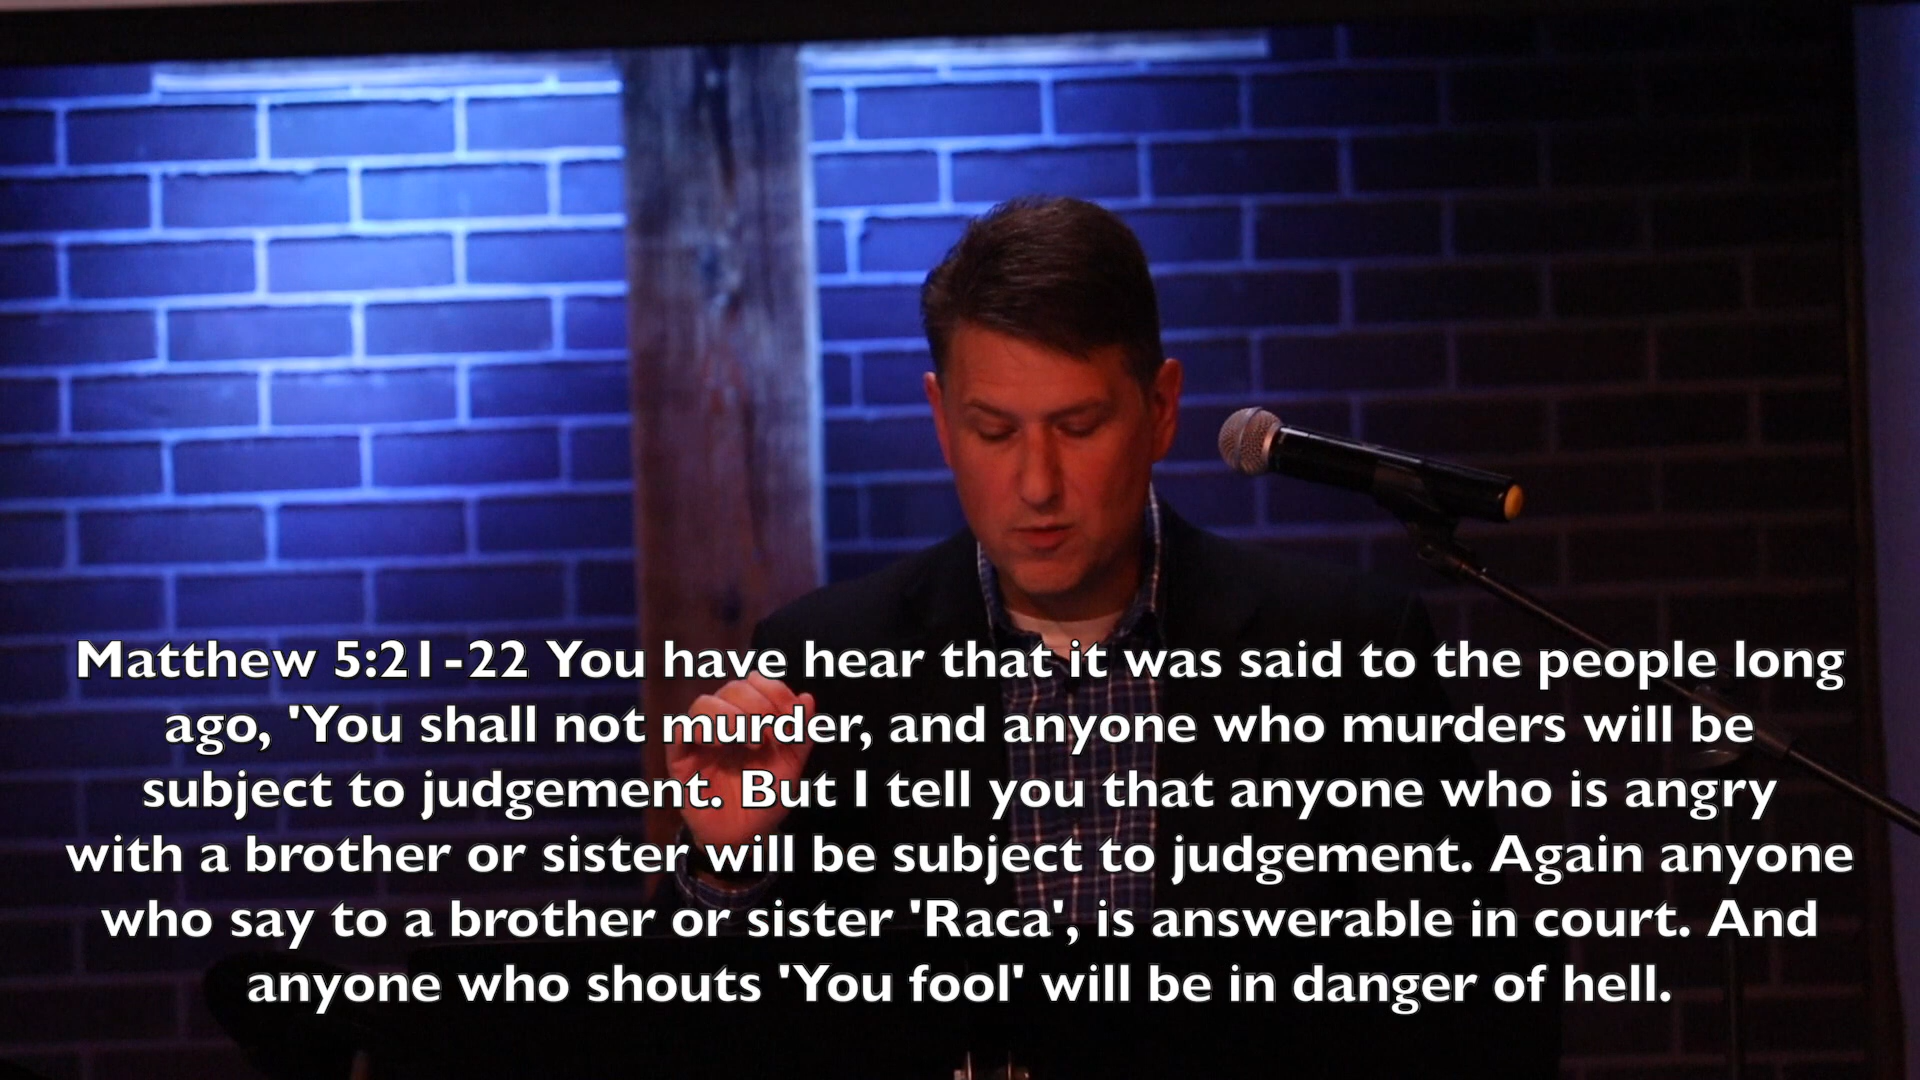 Matthew 5:21-22 You have hear that it was said to the people long
ago, 'You shall not murder, and anyone who murders will be
subject to judgement. But I tell you that anyone who is angry
with a brother or sister will be subject to judgement. Again anyone
who say to a brother or sister 'Raca', is answerable in court. And
anyone who shouts 'You fool' will be in danger of hell.